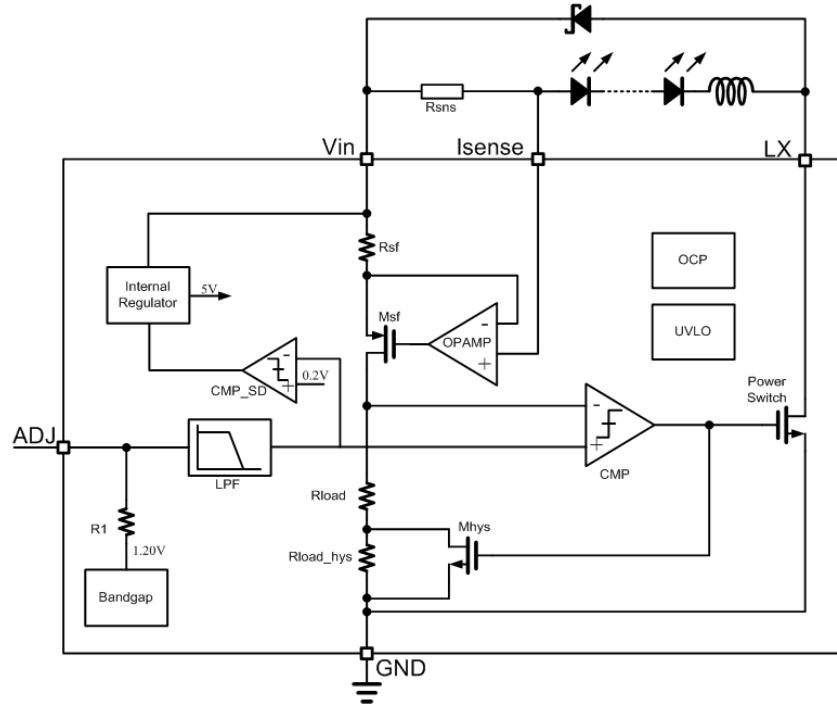 Rsns
Vin
Isense
LX
Rsf
OCP
Internal
Regulator
5V
Msf
OPAMP
-
+
UVLO
-
0.2V
+
CMP_SD
Power
Switch
-
+
CMP
ADJ
LPF
Rload
R1
Mhys
1.20V
Rload_hys
Bandgap
GND